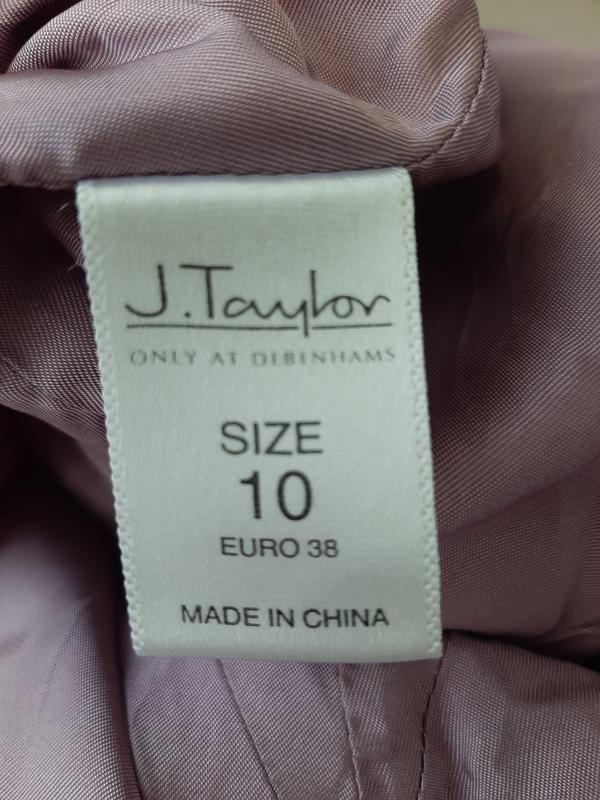 J.Taylor
ONLY AT DEBENHAMS
SIZE
10
EURO 38
MADE IN CHINA